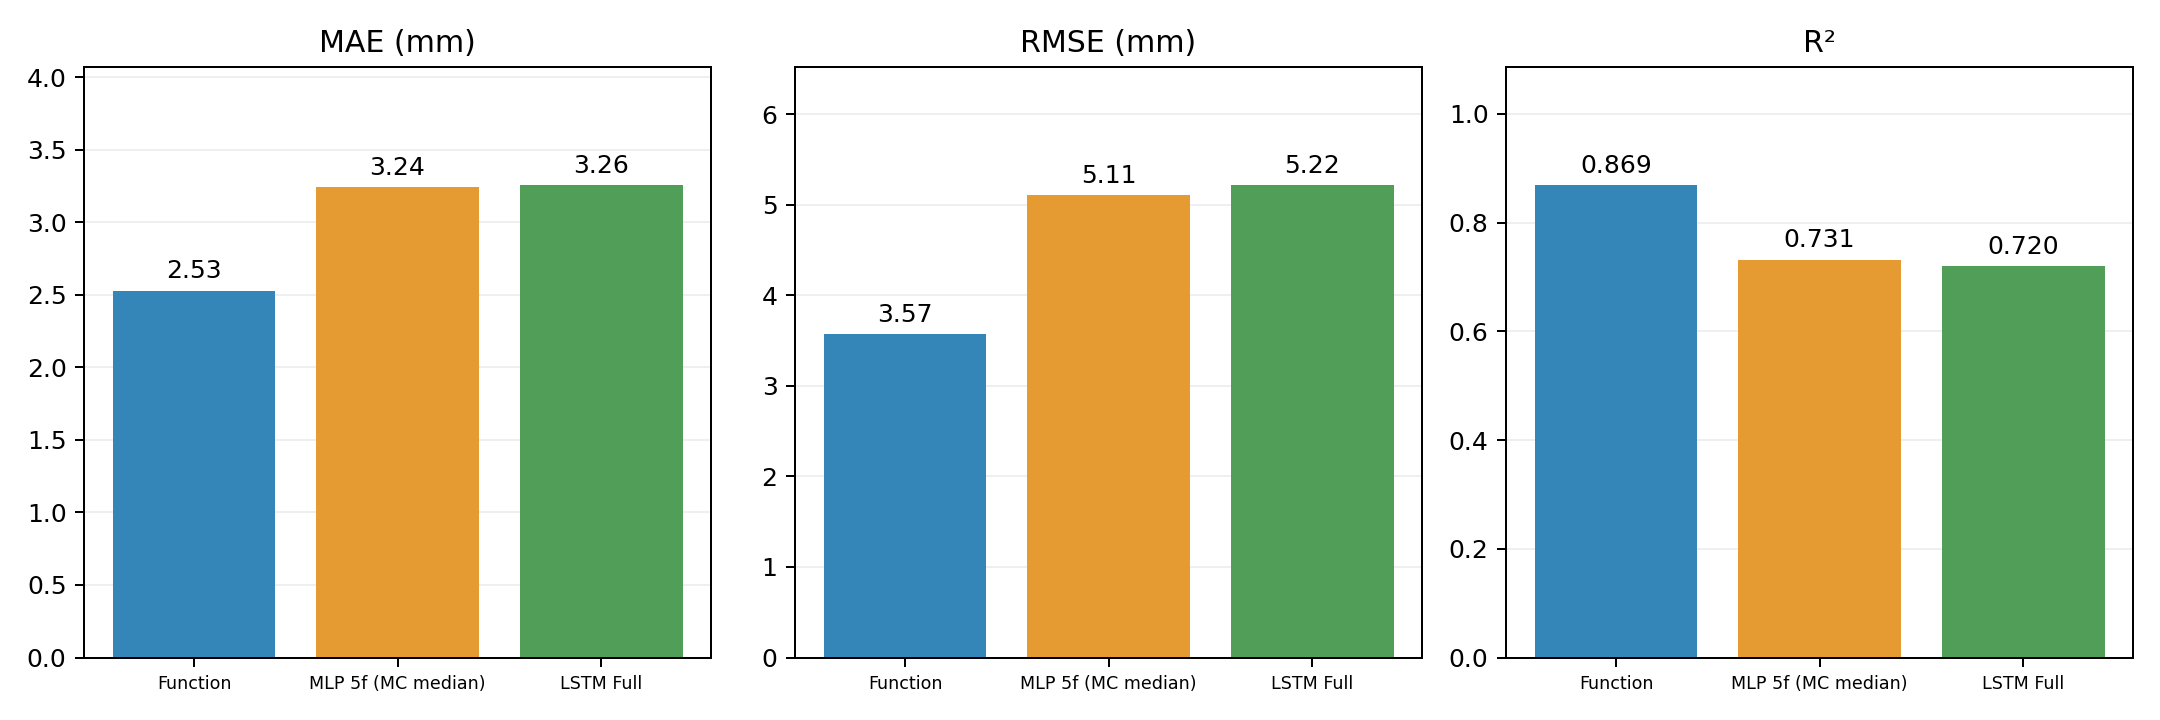 MAE (mm)
4.0
3.5
3.0
2.5
2.0
1.5
1.0
0.5
0.0
2.53
3.24
3.26
Function
MLP 5f (MC median)
LSTM Full
RMSE (mm)
6
5
4
3
2
1
0
3.57
5.11
5.22
Function
MLP 5f (MC median)
LSTM Full
R²
1.0
0.8
0.6
0.4
0.2
0.0
0.869
0.731
0.720
Function
MLP 5f (MC median)
LSTM Full